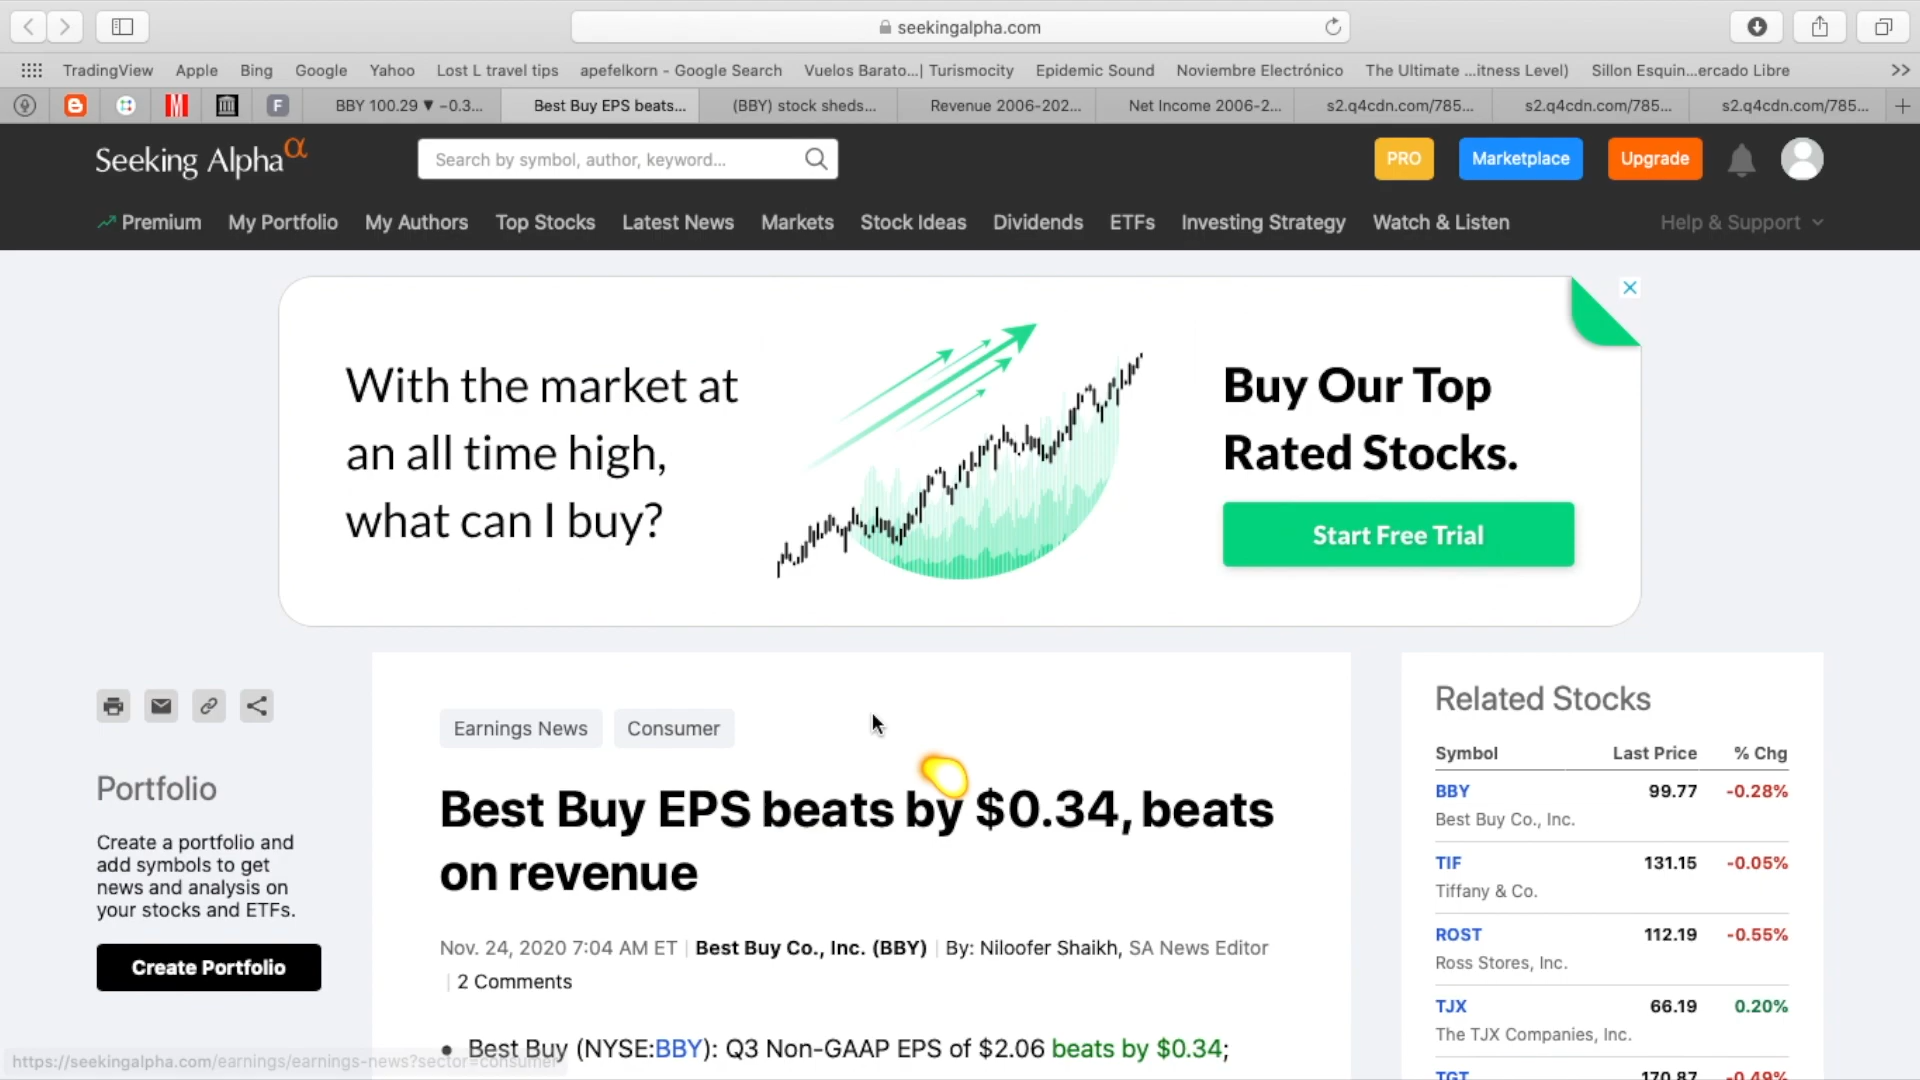 seekingalpha.com
TradingView Apple Bing Google Yahoo Lost L travel tips apefelkorn - Google Search Vuelos Barato...| Turismocity Epidemic Sound Noviembre Electrónico The Ultimate ...itness Level) Sillon Esquin...ercado Libre >>
F BBY 100.29 ▼ −0.3... Best Buy EPS beats... (BBY) stock sheds... Revenue 2006-202... Net Income 2006-2... s2.q4cdn.com/785... s2.q4cdn.com/785... s2.q4cdn.com/785... +
Seeking Alpha α
Search by symbol, author, keyword...
PRO Marketplace Upgrade
Premium My Portfolio My Authors Top Stocks Latest News Markets Stock Ideas Dividends ETFs Investing Strategy Watch & Listen Help & Support
With the market at
an all time high,
what can I buy?
Buy Our Top
Rated Stocks.
Start Free Trial
Portfolio
Create a portfolio and
add symbols to get
news and analysis on
your stocks and ETFs.
Create Portfolio
Earnings News Consumer
Best Buy EPS beats by $0.34, beats
on revenue
Nov. 24, 2020 7:04 AM ET | Best Buy Co., Inc. (BBY) | By: Niloofer Shaikh, SA News Editor
| 2 Comments
• Best Buy (NYSE:BBY): Q3 Non-GAAP EPS of $2.06 beats by $0.34;
Related Stocks
Symbol Last Price % Chg
BBY 99.77 -0.28%
Best Buy Co., Inc.
TIF 131.15 -0.05%
Tiffany & Co.
ROST 112.19 -0.55%
Ross Stores, Inc.
TJX 66.19 0.20%
The TJX Companies, Inc.
TGT 170.87 -0.49%
https://seekingalpha.com/earnings/earnings-news?sector=consumer